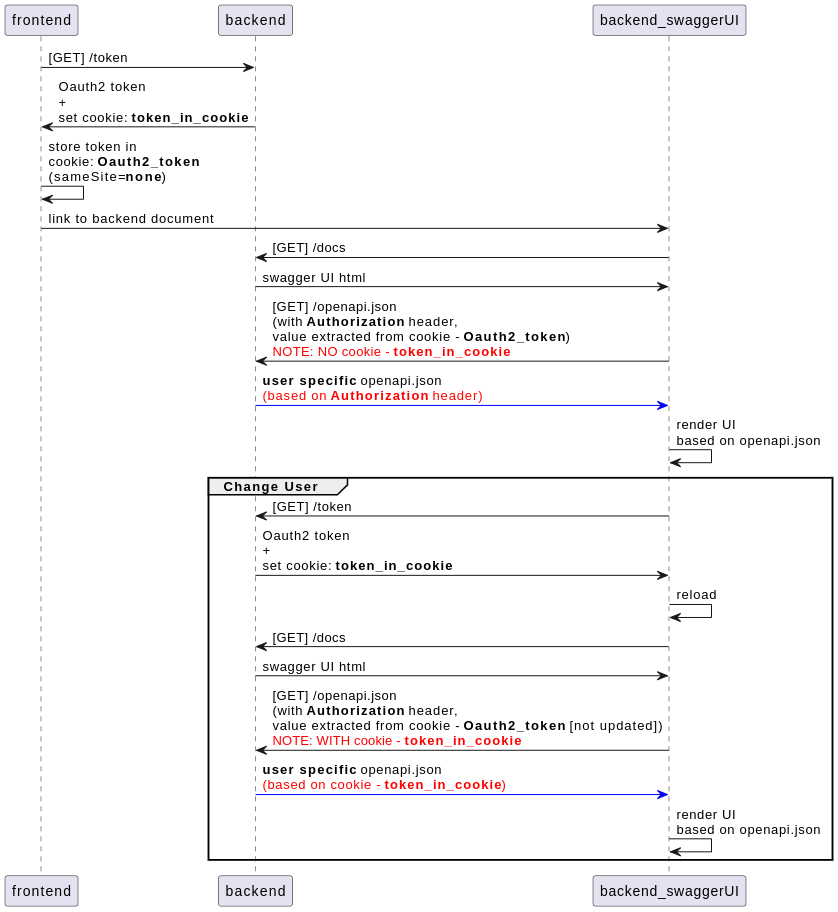 frontend
backend
backend_swaggerUI
[GET] /token
Oauth2 token
+
set cookie: token_in_cookie
store token in
cookie: Oauth2_token
(sameSite=none)
link to backend document
[GET] /docs
swagger UI html
[GET] /openapi.json
(with Authorization header,
value extracted from cookie - Oauth2_token)
NOTE: NO cookie - token_in_cookie
user specific openapi.json
(based on Authorization header)
render UI
based on openapi.json
Change User
[GET] /token
Oauth2 token
+
set cookie: token_in_cookie
reload
[GET] /docs
swagger UI html
[GET] /openapi.json
(with Authorization header,
value extracted from cookie - Oauth2_token [not updated])
NOTE: WITH cookie - token_in_cookie
user specific openapi.json
(based on cookie - token_in_cookie)
render UI
based on openapi.json
frontend
backend
backend_swaggerUI